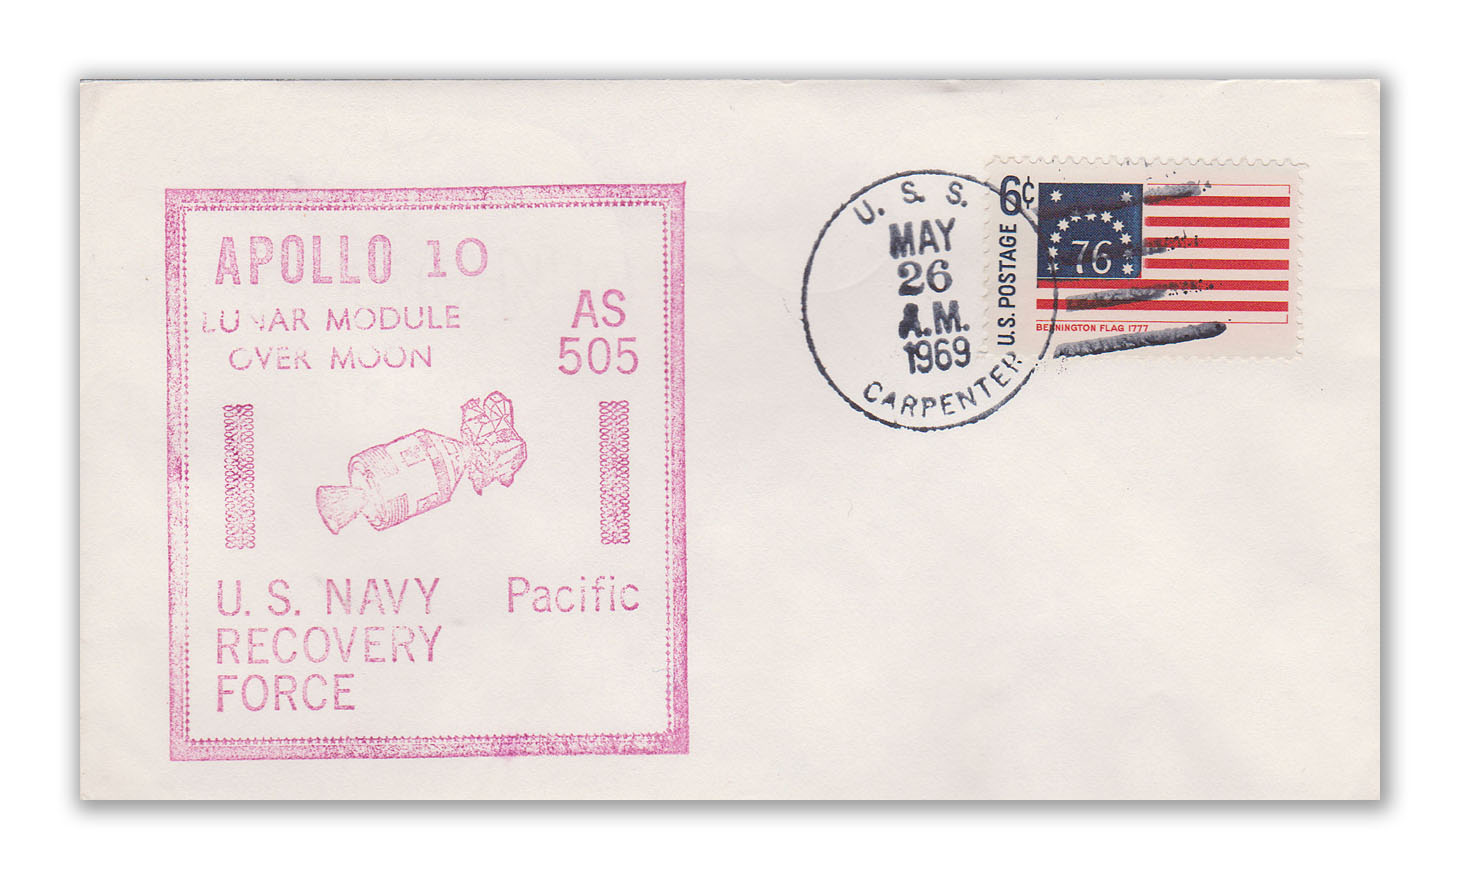 APOLLO 10
LUNAR MODULE
OVER MOON
AS
505
U. S. NAVY
RECOVERY
FORCE
Pacific
U. S. S.
MAY
26
A.M.
1969
CARPENTER
6¢
U.S. POSTAGE
76
BENNINGTON FLAG 1777